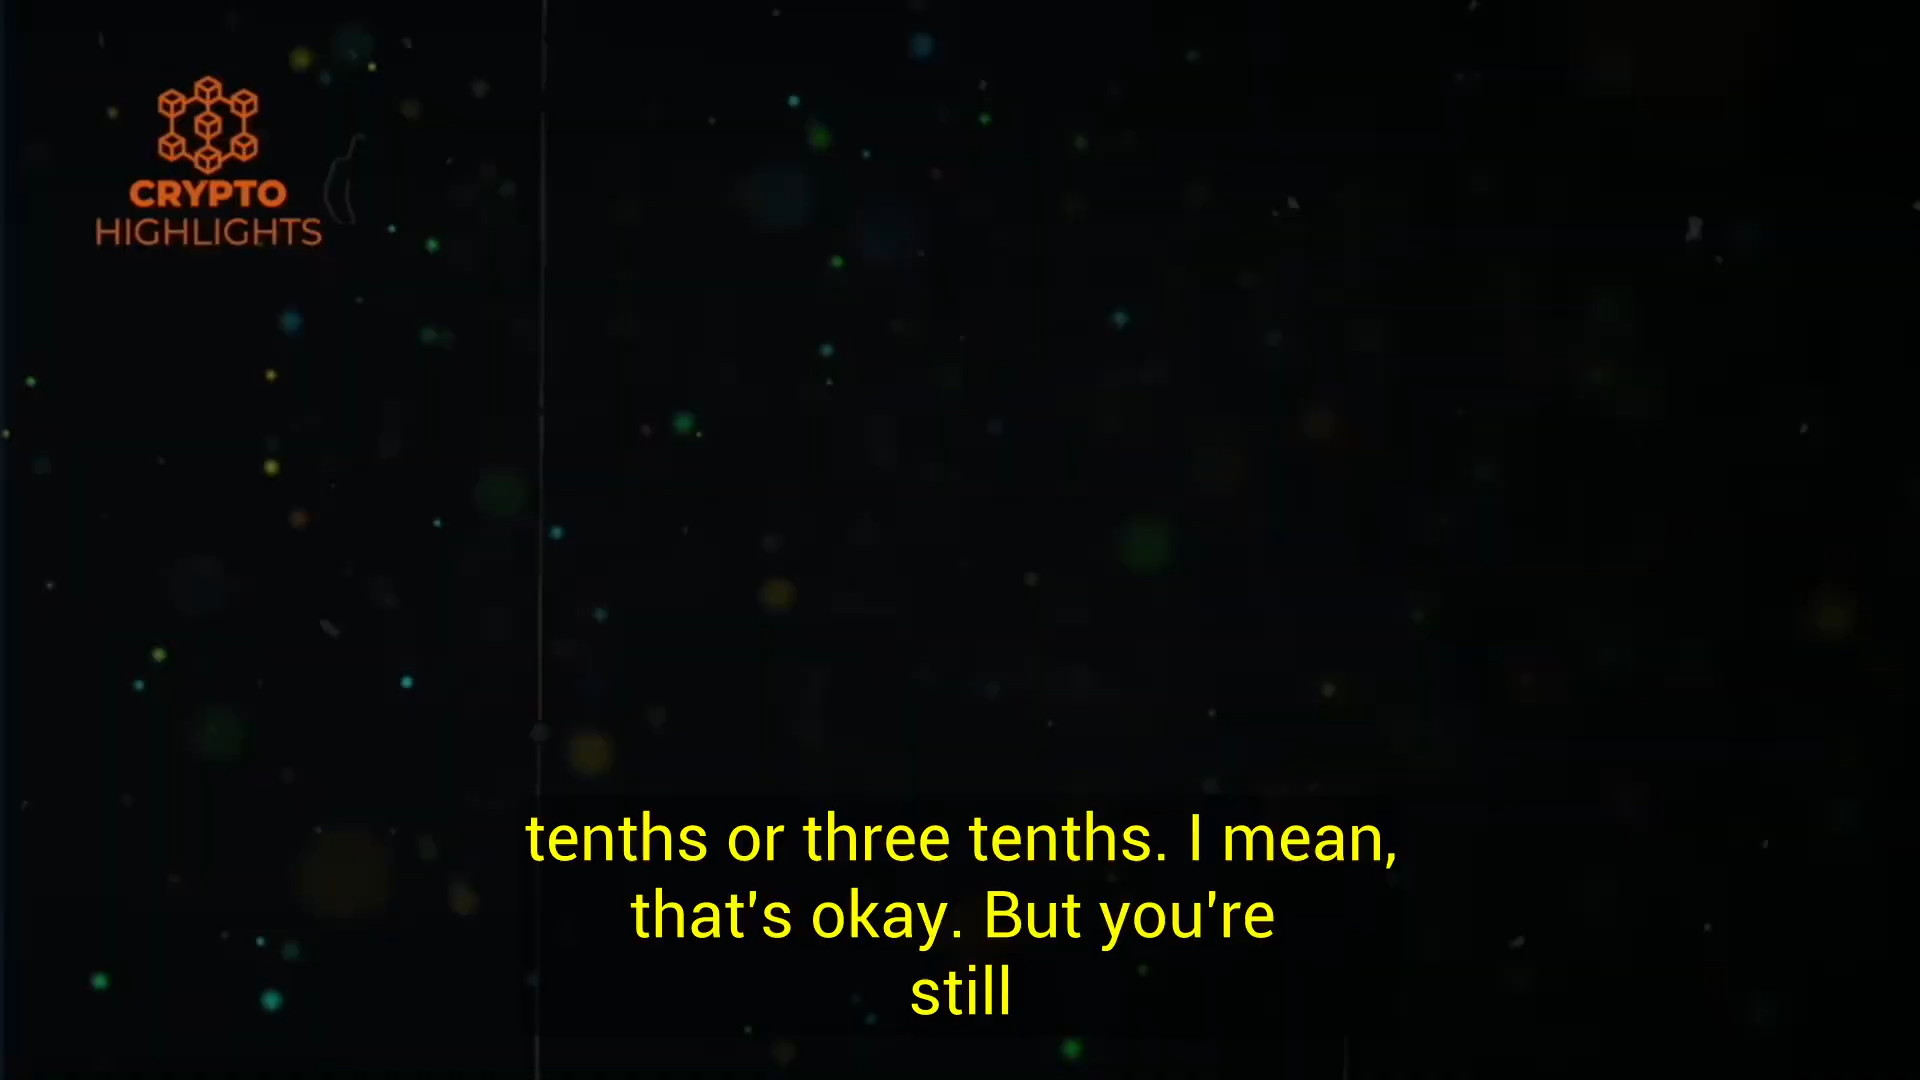 CRYPTO
HIGHLIGHTS
tenths or three tenths. I mean,
that's okay. But you're
still